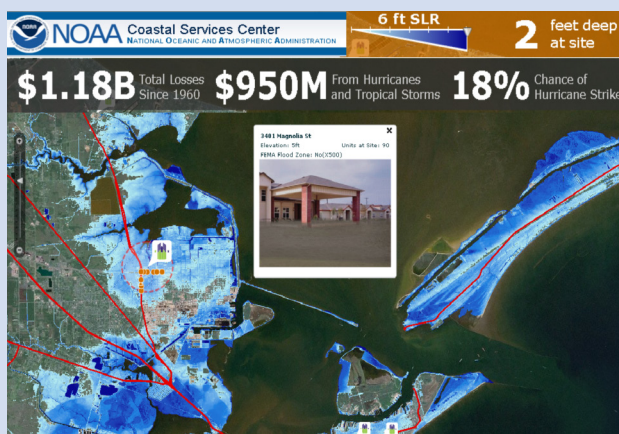 NOAA
Coastal Services Center
NATIONAL OCEANIC AND ATMOSPHERIC ADMINISTRATION
6 ft SLR
2 feet deep
at site
$1.18B Total Losses
Since 1960
$950M From Hurricanes
and Tropical Storms
18% Chance of
Hurricane Strike
3481 Magnolia St
Elevation: 5ft Units at Site: 90
FEMA Flood Zone: No(X500)